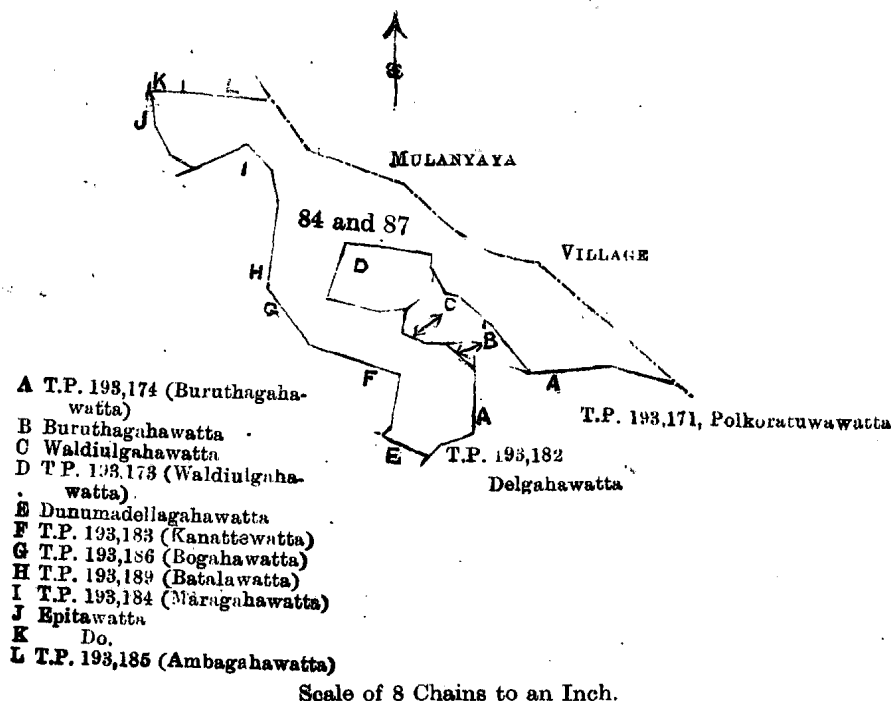 K I L
J
I
MULANYAYA
84 and 87
VILLAGE
D
H
C
G
B
F
A
A
T.P. 193,171, Polkoratuwawatta
E
T.P. 193,182
Delgahawatta
A T.P. 193,174 (Buruthagaha-
watta)
B Buruthagahawatta
C Waldiulgahawatta
D T P. 193,173 (Waldiulgaha-
watta)
E Dunumadellagahawatta
F T.P. 193,183 (Kanattewatta)
G T.P. 193,186 (Bogahawatta)
H T.P. 193,189 (Batalawatta)
I T.P. 193,184 (Maragahawatta)
J Epitawatta
K Do.
L T.P. 193,185 (Ambagahawatta)
Scale of 8 Chains to an Inch.